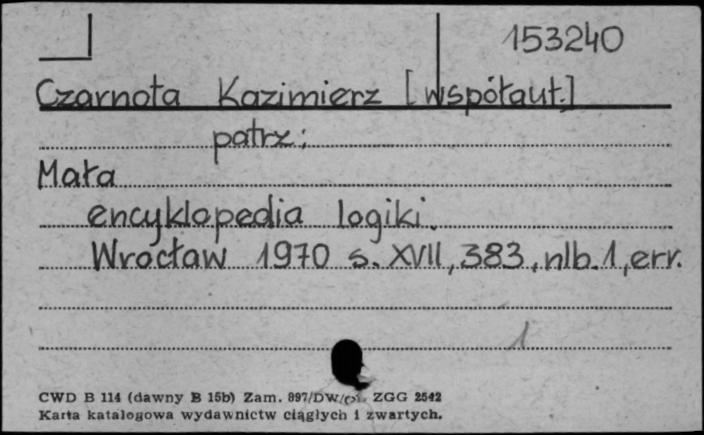 153240
Czarnota Kazimierz [współaut.]
patrz:
Mała
encyklopedia logiki.
Wrocław 1970 s. XVII, 383, nlb. 1, err.
1
CWD B 114 (dawny B 15b) Zam. 897/DW/ ZGG 2542
Karta katalogowa wydawnictw ciągłych i zwartych.